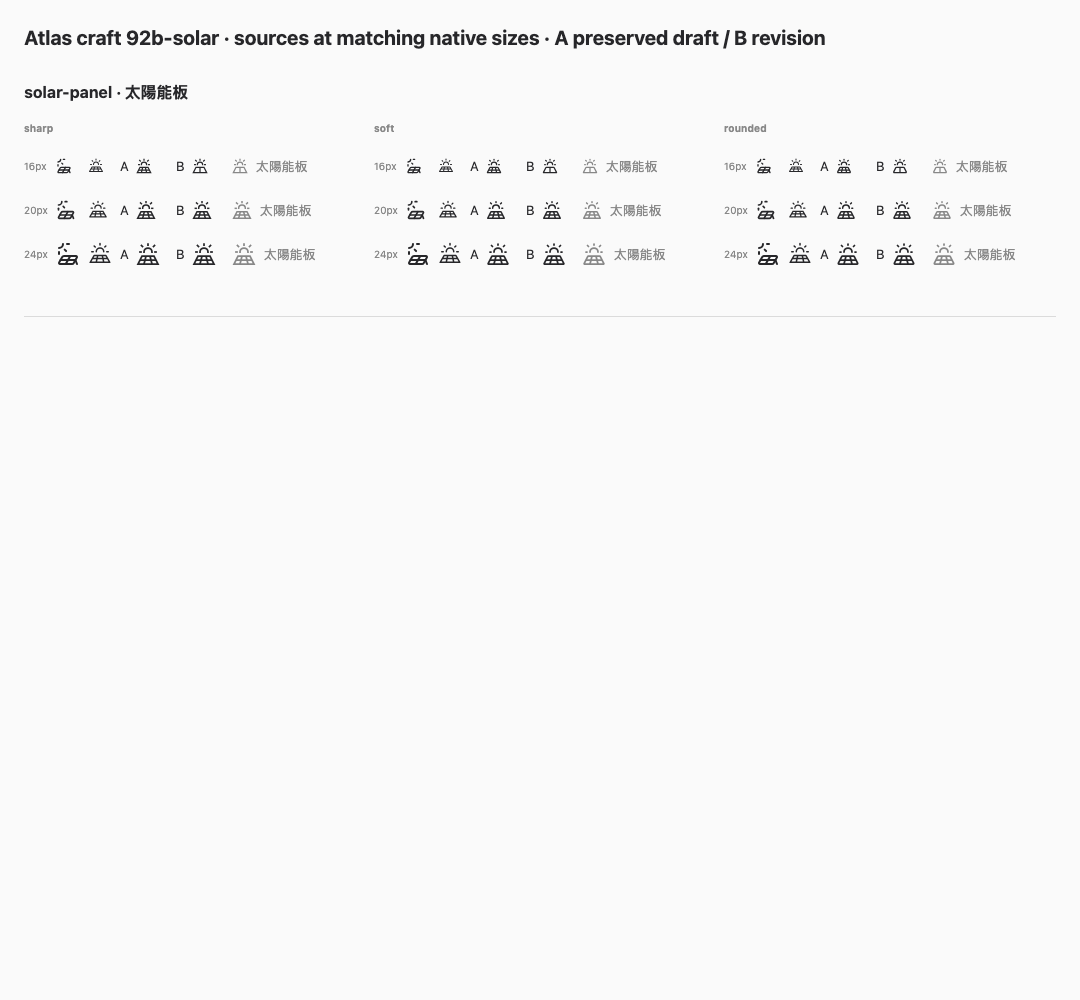 Atlas craft 92b-solar · sources at matching native sizes · A preserved draft / B revision
solar-panel · 太陽能板
sharp soft rounded
16px A B 太陽能板 16px A B 太陽能板 16px A B 太陽能板
20px A B 太陽能板 20px A B 太陽能板 20px A B 太陽能板
24px A B 太陽能板 24px A B 太陽能板 24px A B 太陽能板